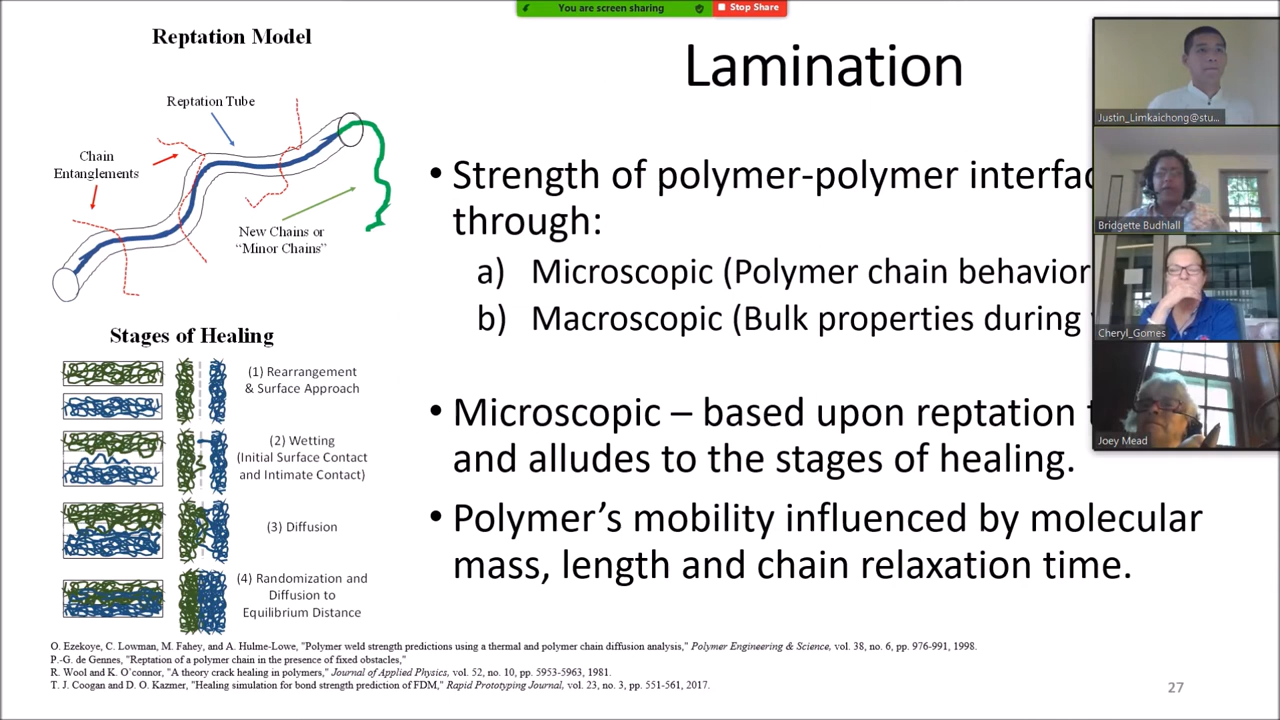 You are screen sharing
Stop Share
Reptation Model
Reptation Tube
Chain
Entanglements
New Chains or
“Minor Chains”
Stages of Healing
(1) Rearrangement
& Surface Approach
(2) Wetting
(Initial Surface Contact
and Intimate Contact)
(3) Diffusion
(4) Randomization and
Diffusion to
Equilibrium Distance
Lamination
• Strength of polymer-polymer
through:
a) Microscopic (Polymer chain behavior
b) Macroscopic (Bulk properties during
• Microscopic – based upon reptation
and alludes to the stages of healing.
• Polymer’s mobility influenced by molecular
mass, length and chain relaxation time.
Justin_Limkaichong@stu...
Bridgette Budhlall
Cheryl_Gomes
Joey Mead
O. Ezekoye, C. Lowman, M. Fahey, and A. Hulme-Lowe, "Polymer weld strength predictions using a thermal and polymer chain diffusion analysis," Polymer Engineering & Science, vol. 38, no. 6, pp. 976-991, 1998.
P.-G. de Gennes, "Reptation of a polymer chain in the presence of fixed obstacles,"
R. Wool and K. O’connor, "A theory crack healing in polymers," Journal of Applied Physics, vol. 52, no. 10, pp. 5953-5963, 1981.
T. J. Coogan and D. O. Kazmer, "Healing simulation for bond strength prediction of FDM," Rapid Prototyping Journal, vol. 23, no. 3, pp. 551-561, 2017.
27